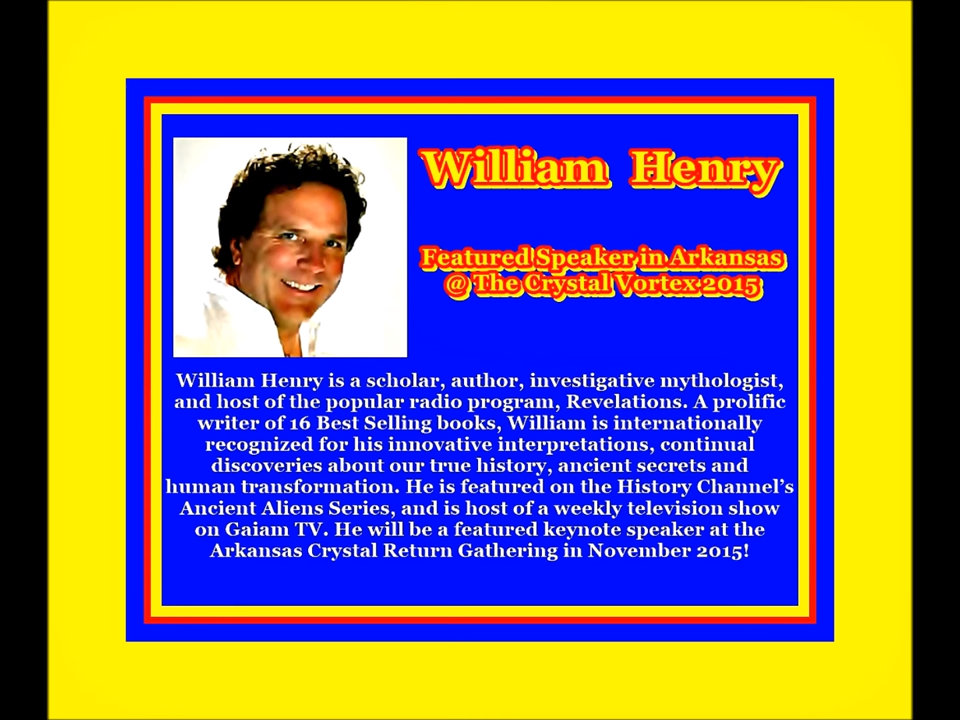 William Henry
Featured Speaker in Arkansas
@ The Crystal Vortex 2015
William Henry is a scholar, author, investigative mythologist,
and host of the popular radio program, Revelations. A prolific
writer of 16 Best Selling books, William is internationally
recognized for his innovative interpretations, continual
discoveries about our true history, ancient secrets and
human transformation. He is featured on the History Channel's
Ancient Aliens Series, and is host of a weekly television show
on Gaiam TV. He will be a featured keynote speaker at the
Arkansas Crystal Return Gathering in November 2015!